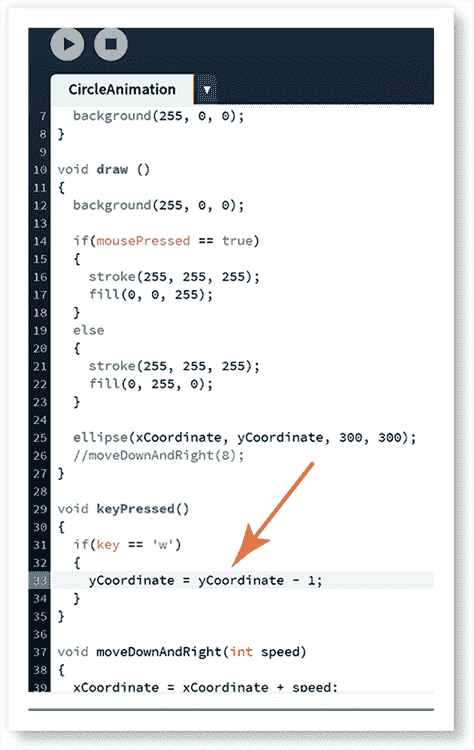 CircleAnimation
7 background(255, 0, 0);
8 }
9
10 void draw ()
11 {
12 background(255, 0, 0);
13
14 if(mousePressed == true)
15 {
16 stroke(255, 255, 255);
17 fill(0, 0, 255);
18 }
19 else
20 {
21 stroke(255, 255, 255);
22 fill(0, 255, 0);
23 }
24
25 ellipse(xCoordinate, yCoordinate, 300, 300);
26 //moveDownAndRight(8);
27 }
28
29 void keyPressed()
30 {
31 if(key == 'w')
32 {
33 yCoordinate = yCoordinate - 1;
34 }
35 }
36
37 void moveDownAndRight(int speed)
38 {
39 xCoordinate = xCoordinate + speed;